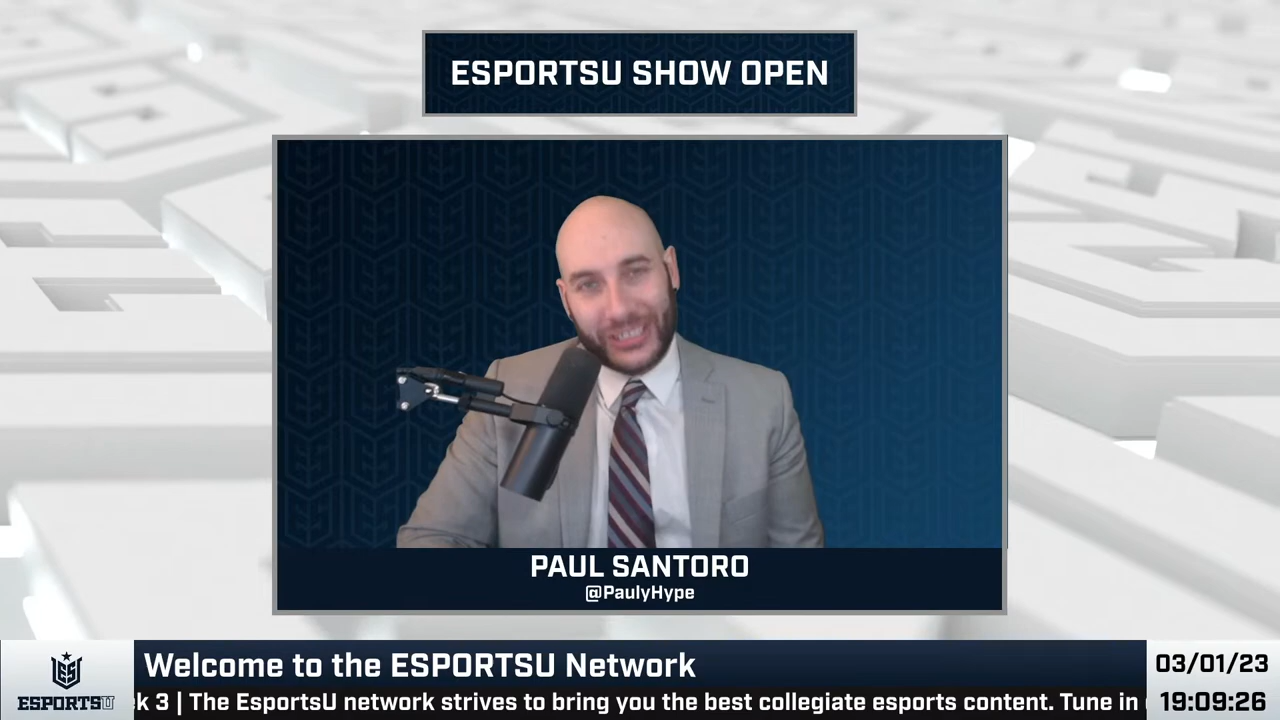 ESPORTSU SHOW OPEN
PAUL SANTORO
@PaulyHype
Welcome to the ESPORTSU Network
03/01/23
ESPORTSU
k 3 | The EsportsU network strives to bring you the best collegiate esports content. Tune in
19:09:26